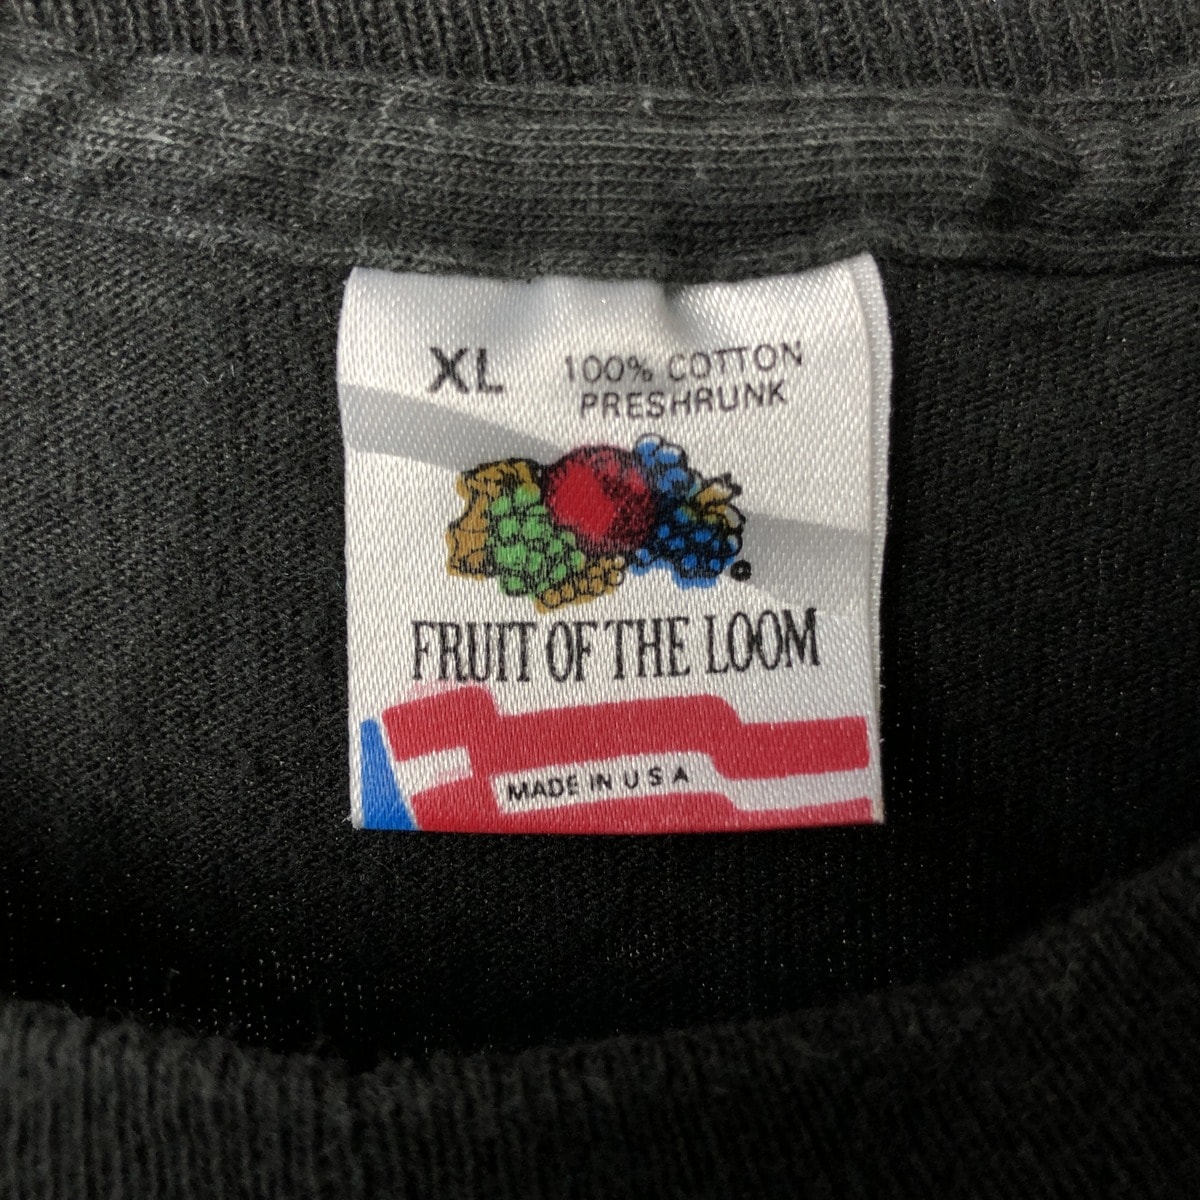 XL
100% COTTON
PRESHRUNK
FRUIT OF THE LOOM
MADE IN U S A